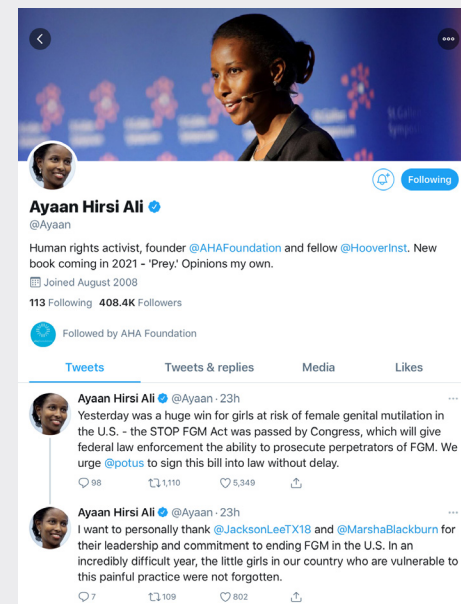 Following
Ayaan Hirsi Ali
@Ayaan
Human rights activist, founder @AHAFoundation and fellow @HooverInst. New
book coming in 2021 - 'Prey.' Opinions my own.
Joined August 2008
113 Following 408.4K Followers
Followed by AHA Foundation
Tweets Tweets & replies Media Likes
Ayaan Hirsi Ali @Ayaan · 23h
Yesterday was a huge win for girls at risk of female genital mutilation in
the U.S. - the STOP FGM Act was passed by Congress, which will give
federal law enforcement the ability to prosecute perpetrators of FGM. We
urge @potus to sign this bill into law without delay.
98 1,110 5,349
Ayaan Hirsi Ali @Ayaan · 23h
I want to personally thank @JacksonLeeTX18 and @MarshaBlackburn for
their leadership and commitment to ending FGM in the U.S. In an
incredibly difficult year, the little girls in our country who are vulnerable to
this painful practice were not forgotten.
7 109 802